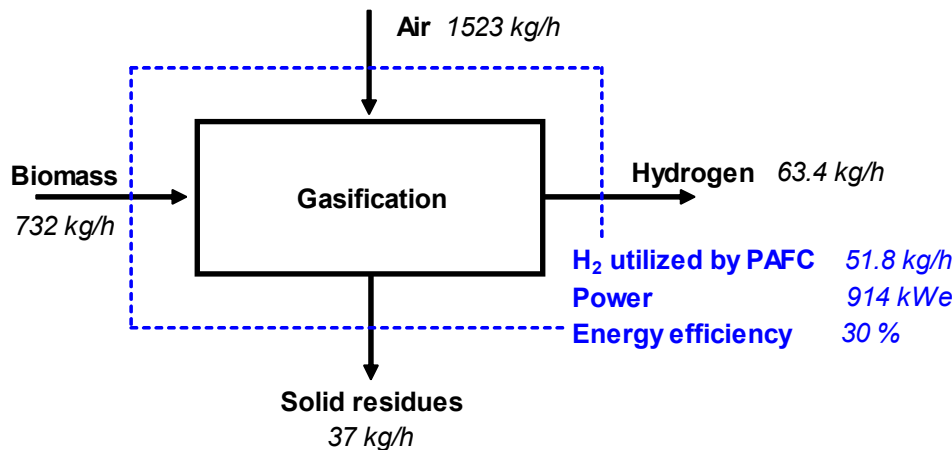 Air 1523 kg/h
Biomass
732 kg/h
Gasification
Hydrogen 63.4 kg/h
H₂ utilized by PAFC 51.8 kg/h
Power 914 kWe
Energy efficiency 30 %
Solid residues
37 kg/h